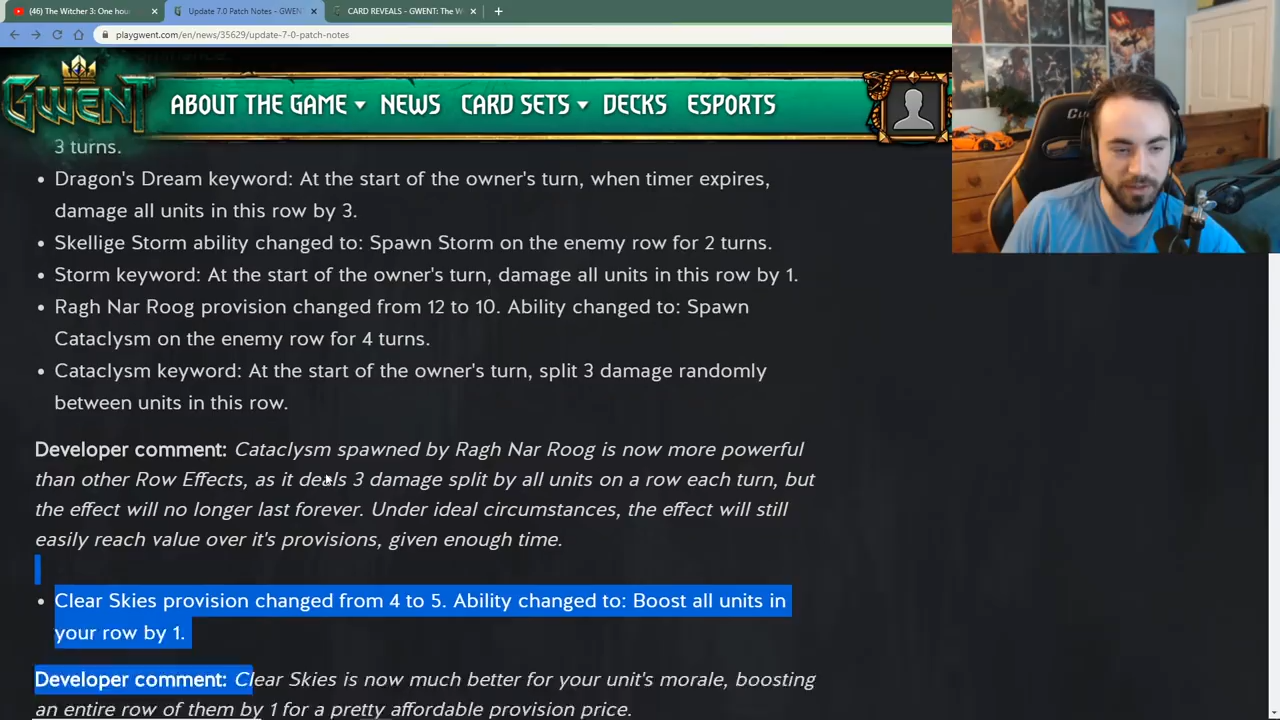 (46) The Witcher 3: One hou
Update 7.0 Patch Notes - GWENT
CARD REVEALS - GWENT: The W
playgwent.com/en/news/35629/update-7-0-patch-notes
GWENT
ABOUT THE GAME NEWS CARD SETS DECKS ESPORTS
3 turns.
• Dragon's Dream keyword: At the start of the owner's turn, when timer expires,
damage all units in this row by 3.
• Skellige Storm ability changed to: Spawn Storm on the enemy row for 2 turns.
• Storm keyword: At the start of the owner's turn, damage all units in this row by 1.
• Ragh Nar Roog provision changed from 12 to 10. Ability changed to: Spawn
Cataclysm on the enemy row for 4 turns.
• Cataclysm keyword: At the start of the owner's turn, split 3 damage randomly
between units in this row.
Developer comment: Cataclysm spawned by Ragh Nar Roog is now more powerful
than other Row Effects, as it deals 3 damage split by all units on a row each turn, but
the effect will no longer last forever. Under ideal circumstances, the effect will still
easily reach value over it's provisions, given enough time.
• Clear Skies provision changed from 4 to 5. Ability changed to: Boost all units in
your row by 1.
Developer comment: Clear Skies is now much better for your unit's morale, boosting
an entire row of them by 1 for a pretty affordable provision price.